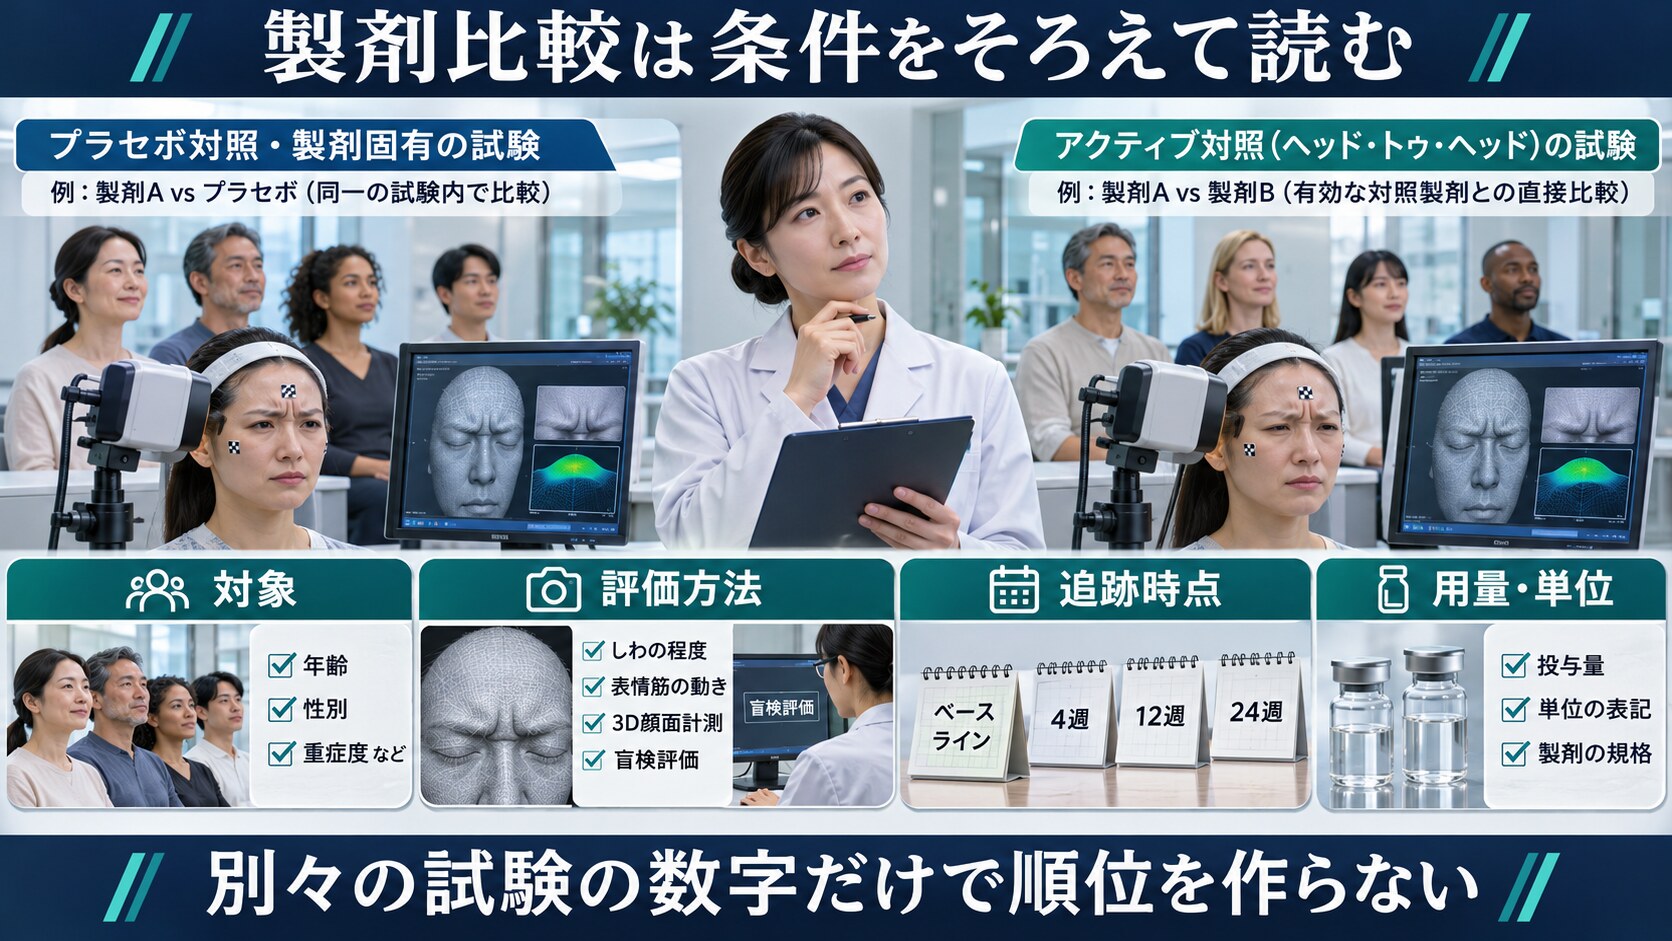 製剤比較は条件をそろえて読む
プラセボ対照・製剤固有の試験
例：製剤A vs プラセボ（同一の試験内で比較）
アクティブ対照（ヘッド・トゥ・ヘッド）の試験
例：製剤A vs 製剤B（有効な対照製剤との直接比較）
対象
年齢
性別
重症度 など
評価方法
しわの程度
表情筋の動き
3D顔面計測
盲検評価
盲検評価
追跡時点
ベース
ライン
4週
12週
24週
用量・単位
投与量
単位の表記
製剤の規格
別々の試験の数字だけで順位を作らない